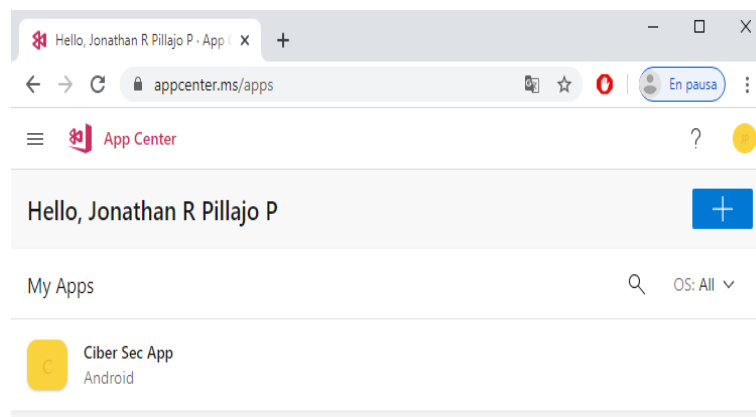 Hello, Jonathan R Pillajo P - App C
appcenter.ms/apps
En pausa
App Center
?
JP
Hello, Jonathan R Pillajo P
My Apps
OS: All
C
Ciber Sec App
Android